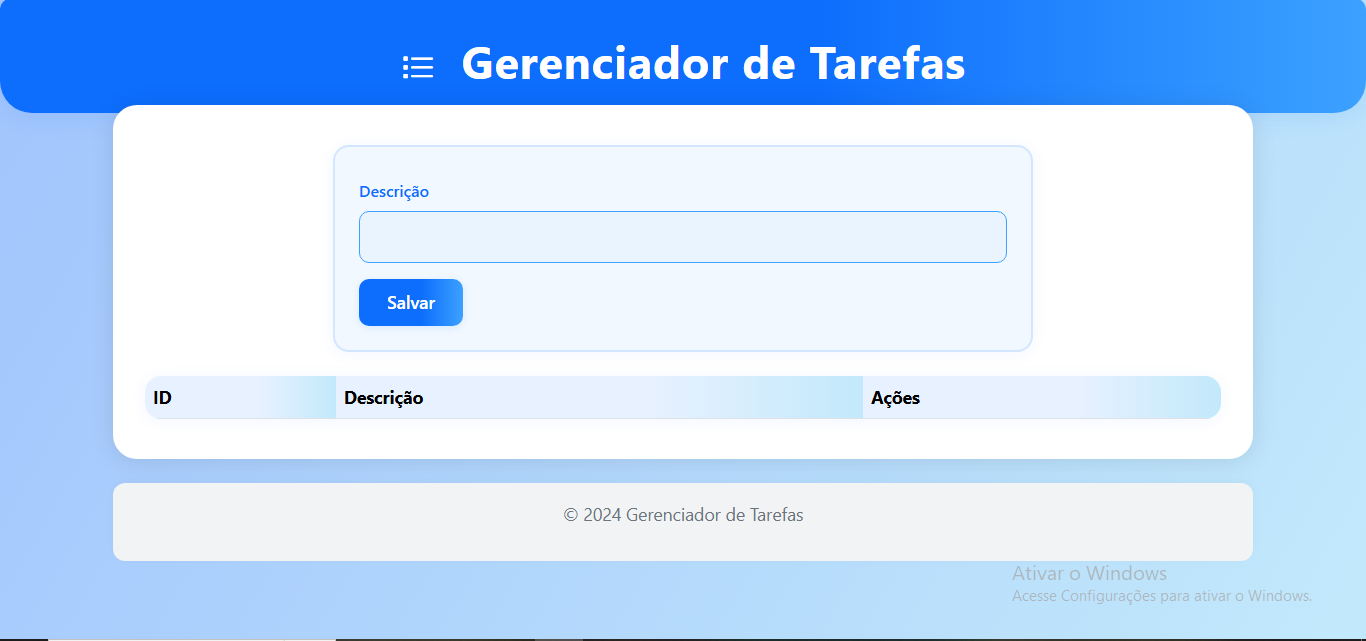 Gerenciador de Tarefas
Descrição
Salvar
ID Descrição Ações
© 2024 Gerenciador de Tarefas
Ativar o Windows
Acesse Configurações para ativar o Windows.